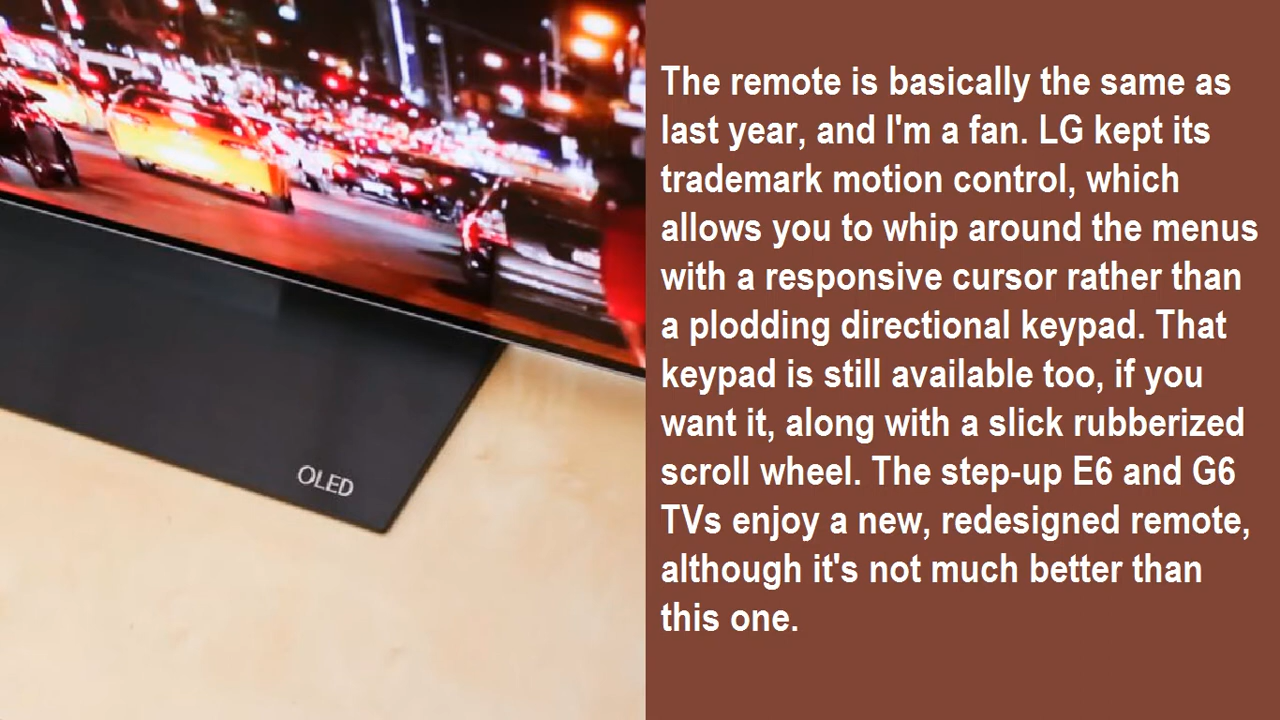 OLED
The remote is basically the same as
last year, and I'm a fan. LG kept its
trademark motion control, which
allows you to whip around the menus
with a responsive cursor rather than
a plodding directional keypad. That
keypad is still available too, if you
want it, along with a slick rubberized
scroll wheel. The step-up E6 and G6
TVs enjoy a new, redesigned remote,
although it's not much better than
this one.